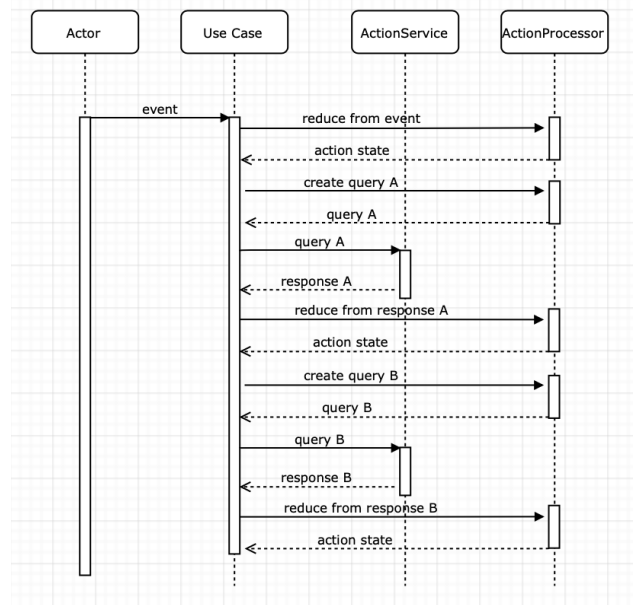 Actor
Use Case
ActionService
ActionProcessor
event
reduce from event
action state
create query A
query A
query A
response A
reduce from response A
action state
create query B
query B
query B
response B
reduce from response B
action state